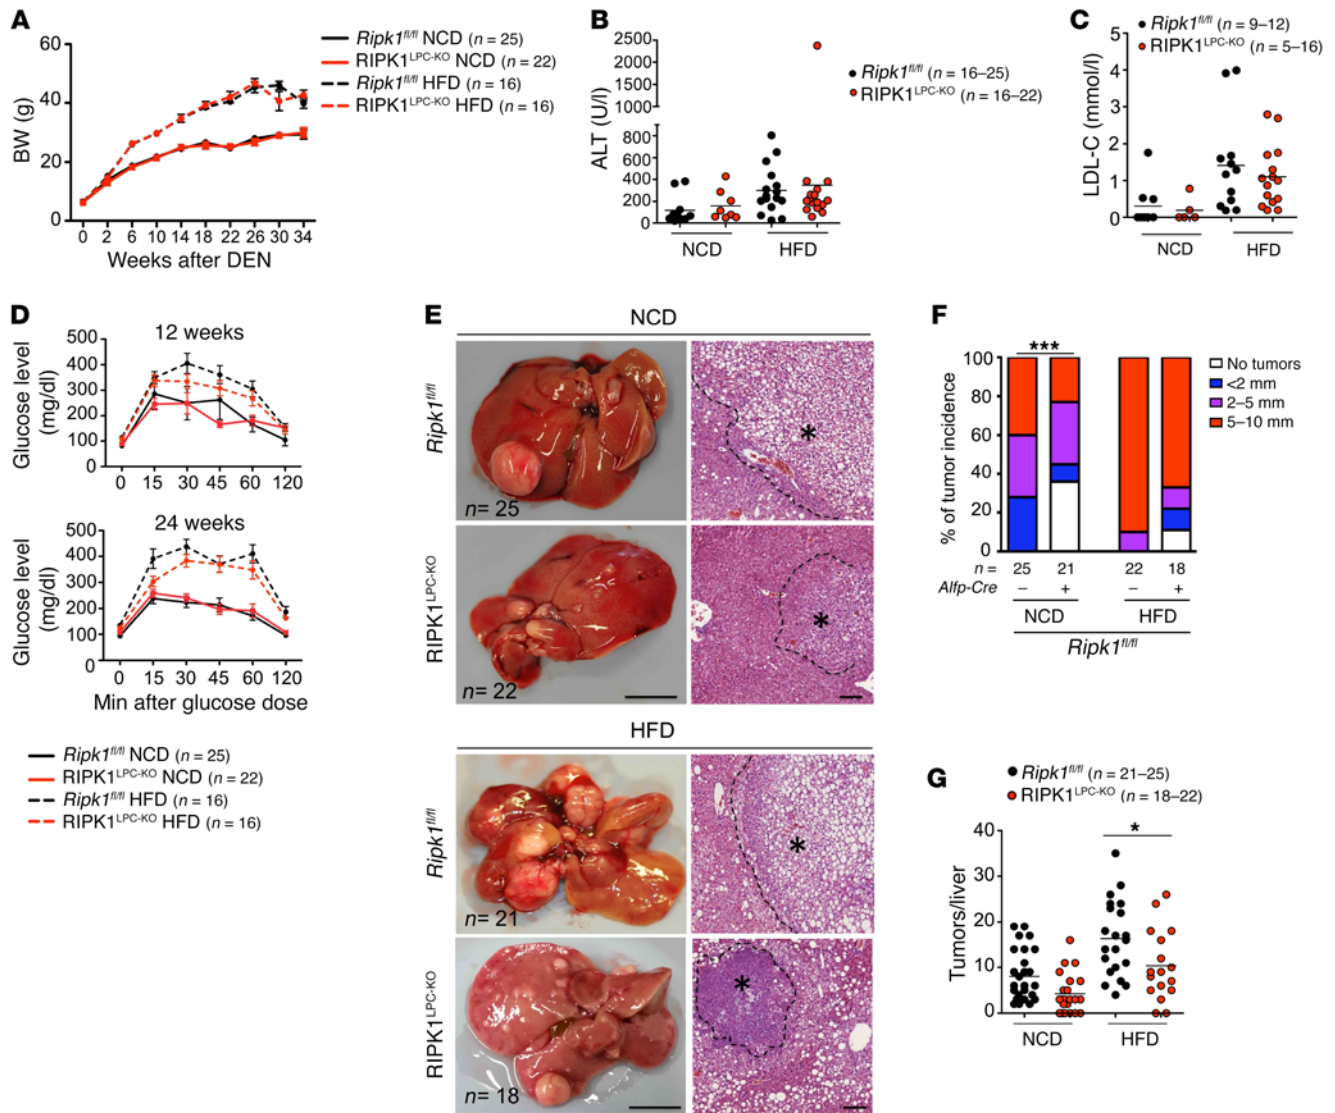 A
BW (g)
60
40
20
0
0 2 6 10 14 18 22 26 30 34
Weeks after DEN
Ripk1fl/fl NCD (n = 25)
RIPK1LPC-KO NCD (n = 22)
Ripk1fl/fl HFD (n = 16)
RIPK1LPC-KO HFD (n = 16)
B
ALT (U/l)
2500
2000
1500
1000
800
600
400
200
0
NCD HFD
Ripk1fl/fl (n = 16–25)
RIPK1LPC-KO (n = 16–22)
C
Ripk1fl/fl (n = 9–12)
RIPK1LPC-KO (n = 5–16)
LDL-C (mmol/l)
5
4
3
2
1
0
NCD HFD
D
12 weeks
Glucose level
(mg/dl)
500
400
300
200
100
0
0 15 30 45 60 120
24 weeks
Glucose level
(mg/dl)
500
400
300
200
100
0
0 15 30 45 60 120
Min after glucose dose
Ripk1fl/fl NCD (n = 25)
RIPK1LPC-KO NCD (n = 22)
Ripk1fl/fl HFD (n = 16)
RIPK1LPC-KO HFD (n = 16)
E
NCD
Ripk1fl/fl
n= 25
*
RIPK1LPC-KO
n= 22
*
HFD
Ripk1fl/fl
n= 21
*
RIPK1LPC-KO
n= 18
*
F
% of tumor incidence
100
80
60
40
20
0
***
No tumors
<2 mm
2–5 mm
5–10 mm
n = 25 21 22 18
Alfp-Cre – + – +
NCD HFD
Ripk1fl/fl
G
Ripk1fl/fl (n = 21–25)
RIPK1LPC-KO (n = 18–22)
Tumors/liver
40
30
20
10
0
*
NCD HFD